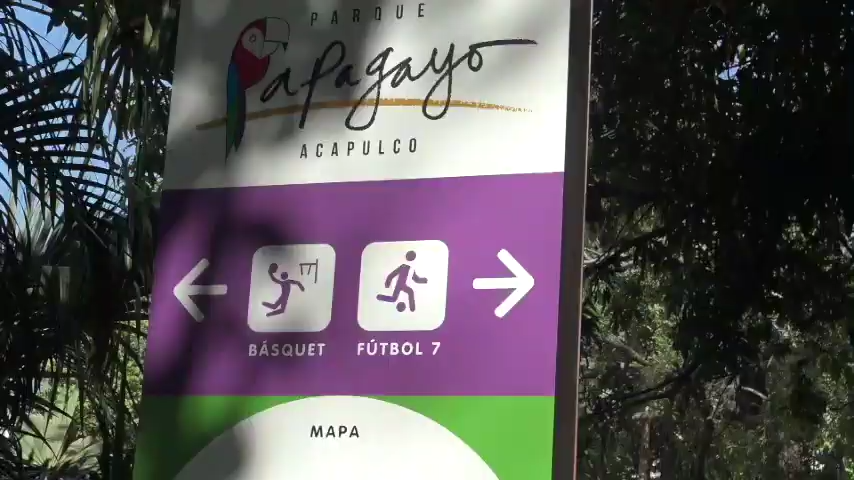 PARQUE
Papagayo
ACAPULCO
BÁSQUET
FÚTBOL 7
MAPA